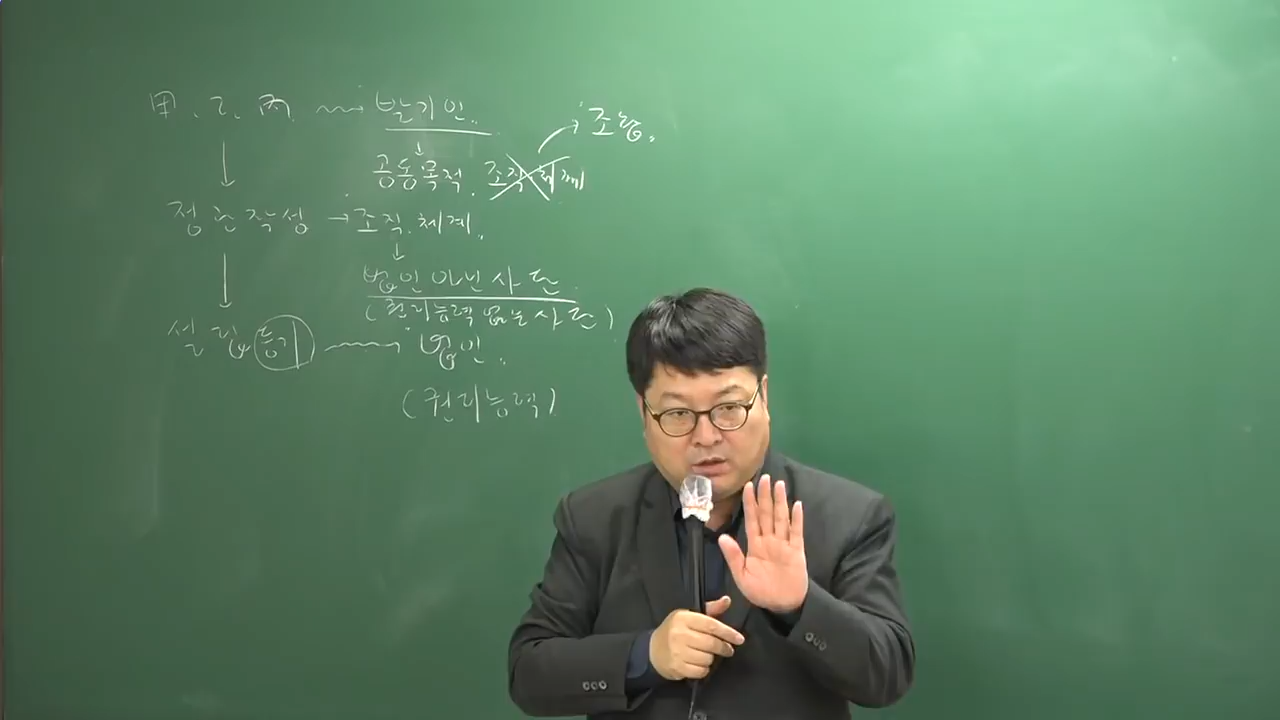 甲. 乙. 丙. → 발기인..
↓ ↓ → 조합.
공동목적. 조직체계
정관작성 → 조직.체계..
↓ ↓
법인 아닌 사단.
(권리능력 없는 사단)
설립등기 → 법인..
(권리능력)